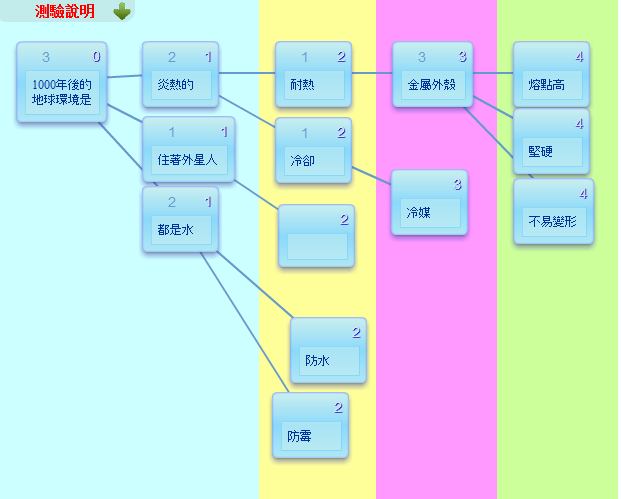 測驗說明
3 0
1000年後的
地球環境是
2 1
炎熱的
1 2
耐熱
3 3
金屬外殼
4
熔點高
1 1
住著外星人
1 2
冷卻
4
堅硬
2 1
都是水
3
冷媒
4
不易變形
2
2
防水
2
防霉